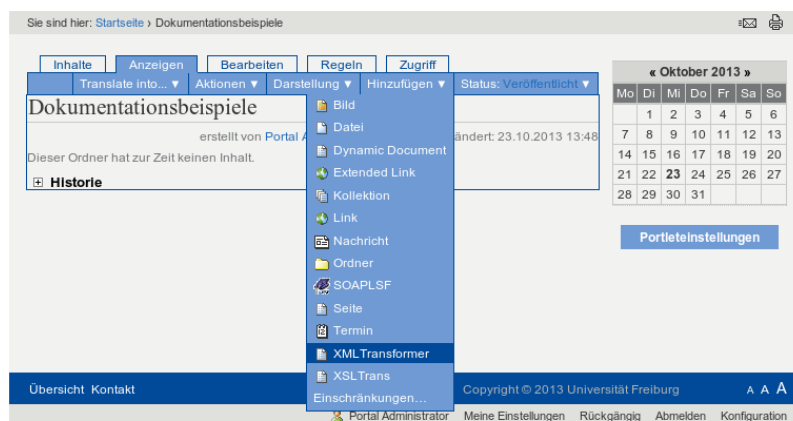 Sie sind hier: Startseite › Dokumentationsbeispiele
Inhalte Anzeigen Bearbeiten Regeln Zugriff
Translate into... ▼ Aktionen ▼ Darstellung ▼ Hinzufügen ▼ Status: Veröffentlicht ▼
Dokumentationsbeispiele
erstellt von Portal A
ändert: 23.10.2013 13:48
Dieser Ordner hat zur Zeit keinen Inhalt.
Historie
Bild
Datei
Dynamic Document
Extended Link
Kollektion
Link
Nachricht
Ordner
SOAPLSF
Seite
Termin
XMLTransformer
XSLTrans
Einschränkungen...
« Oktober 2013 »
Mo Di Mi Do Fr Sa So
1 2 3 4 5 6
7 8 9 10 11 12 13
14 15 16 17 18 19 20
21 22 23 24 25 26 27
28 29 30 31
Portleteinstellungen
Übersicht Kontakt
Copyright © 2013 Universität Freiburg
A A A
Portal Administrator Meine Einstellungen Rückgängig Abmelden Konfiguration